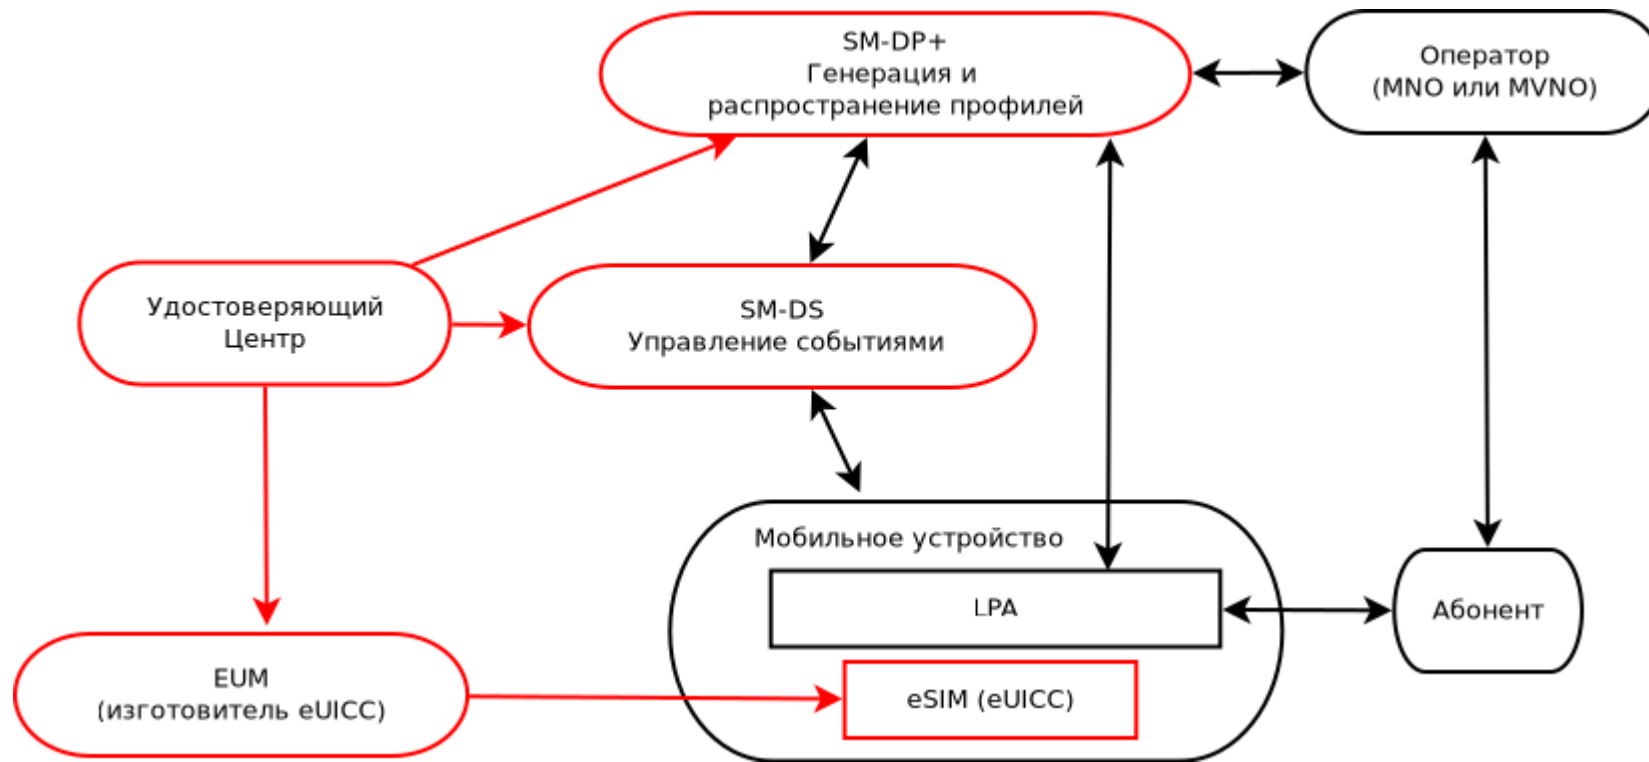 SM-DP+
Генерация и
распространение профилей
Оператор
(MNO или MVNO)
Удостоверяющий
Центр
SM-DS
Управление событиями
Мобильное устройство
LPA
Абонент
EUM
(изготовитель eUICC)
eSIM (eUICC)